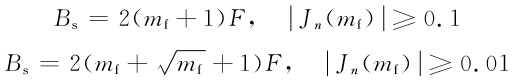 B_s = 2(m_f + 1)F, |J_n(m_f)| ⩾ 0.1
B_s = 2(m_f + √m_f + 1)F, |J_n(m_f)| ⩾ 0.01